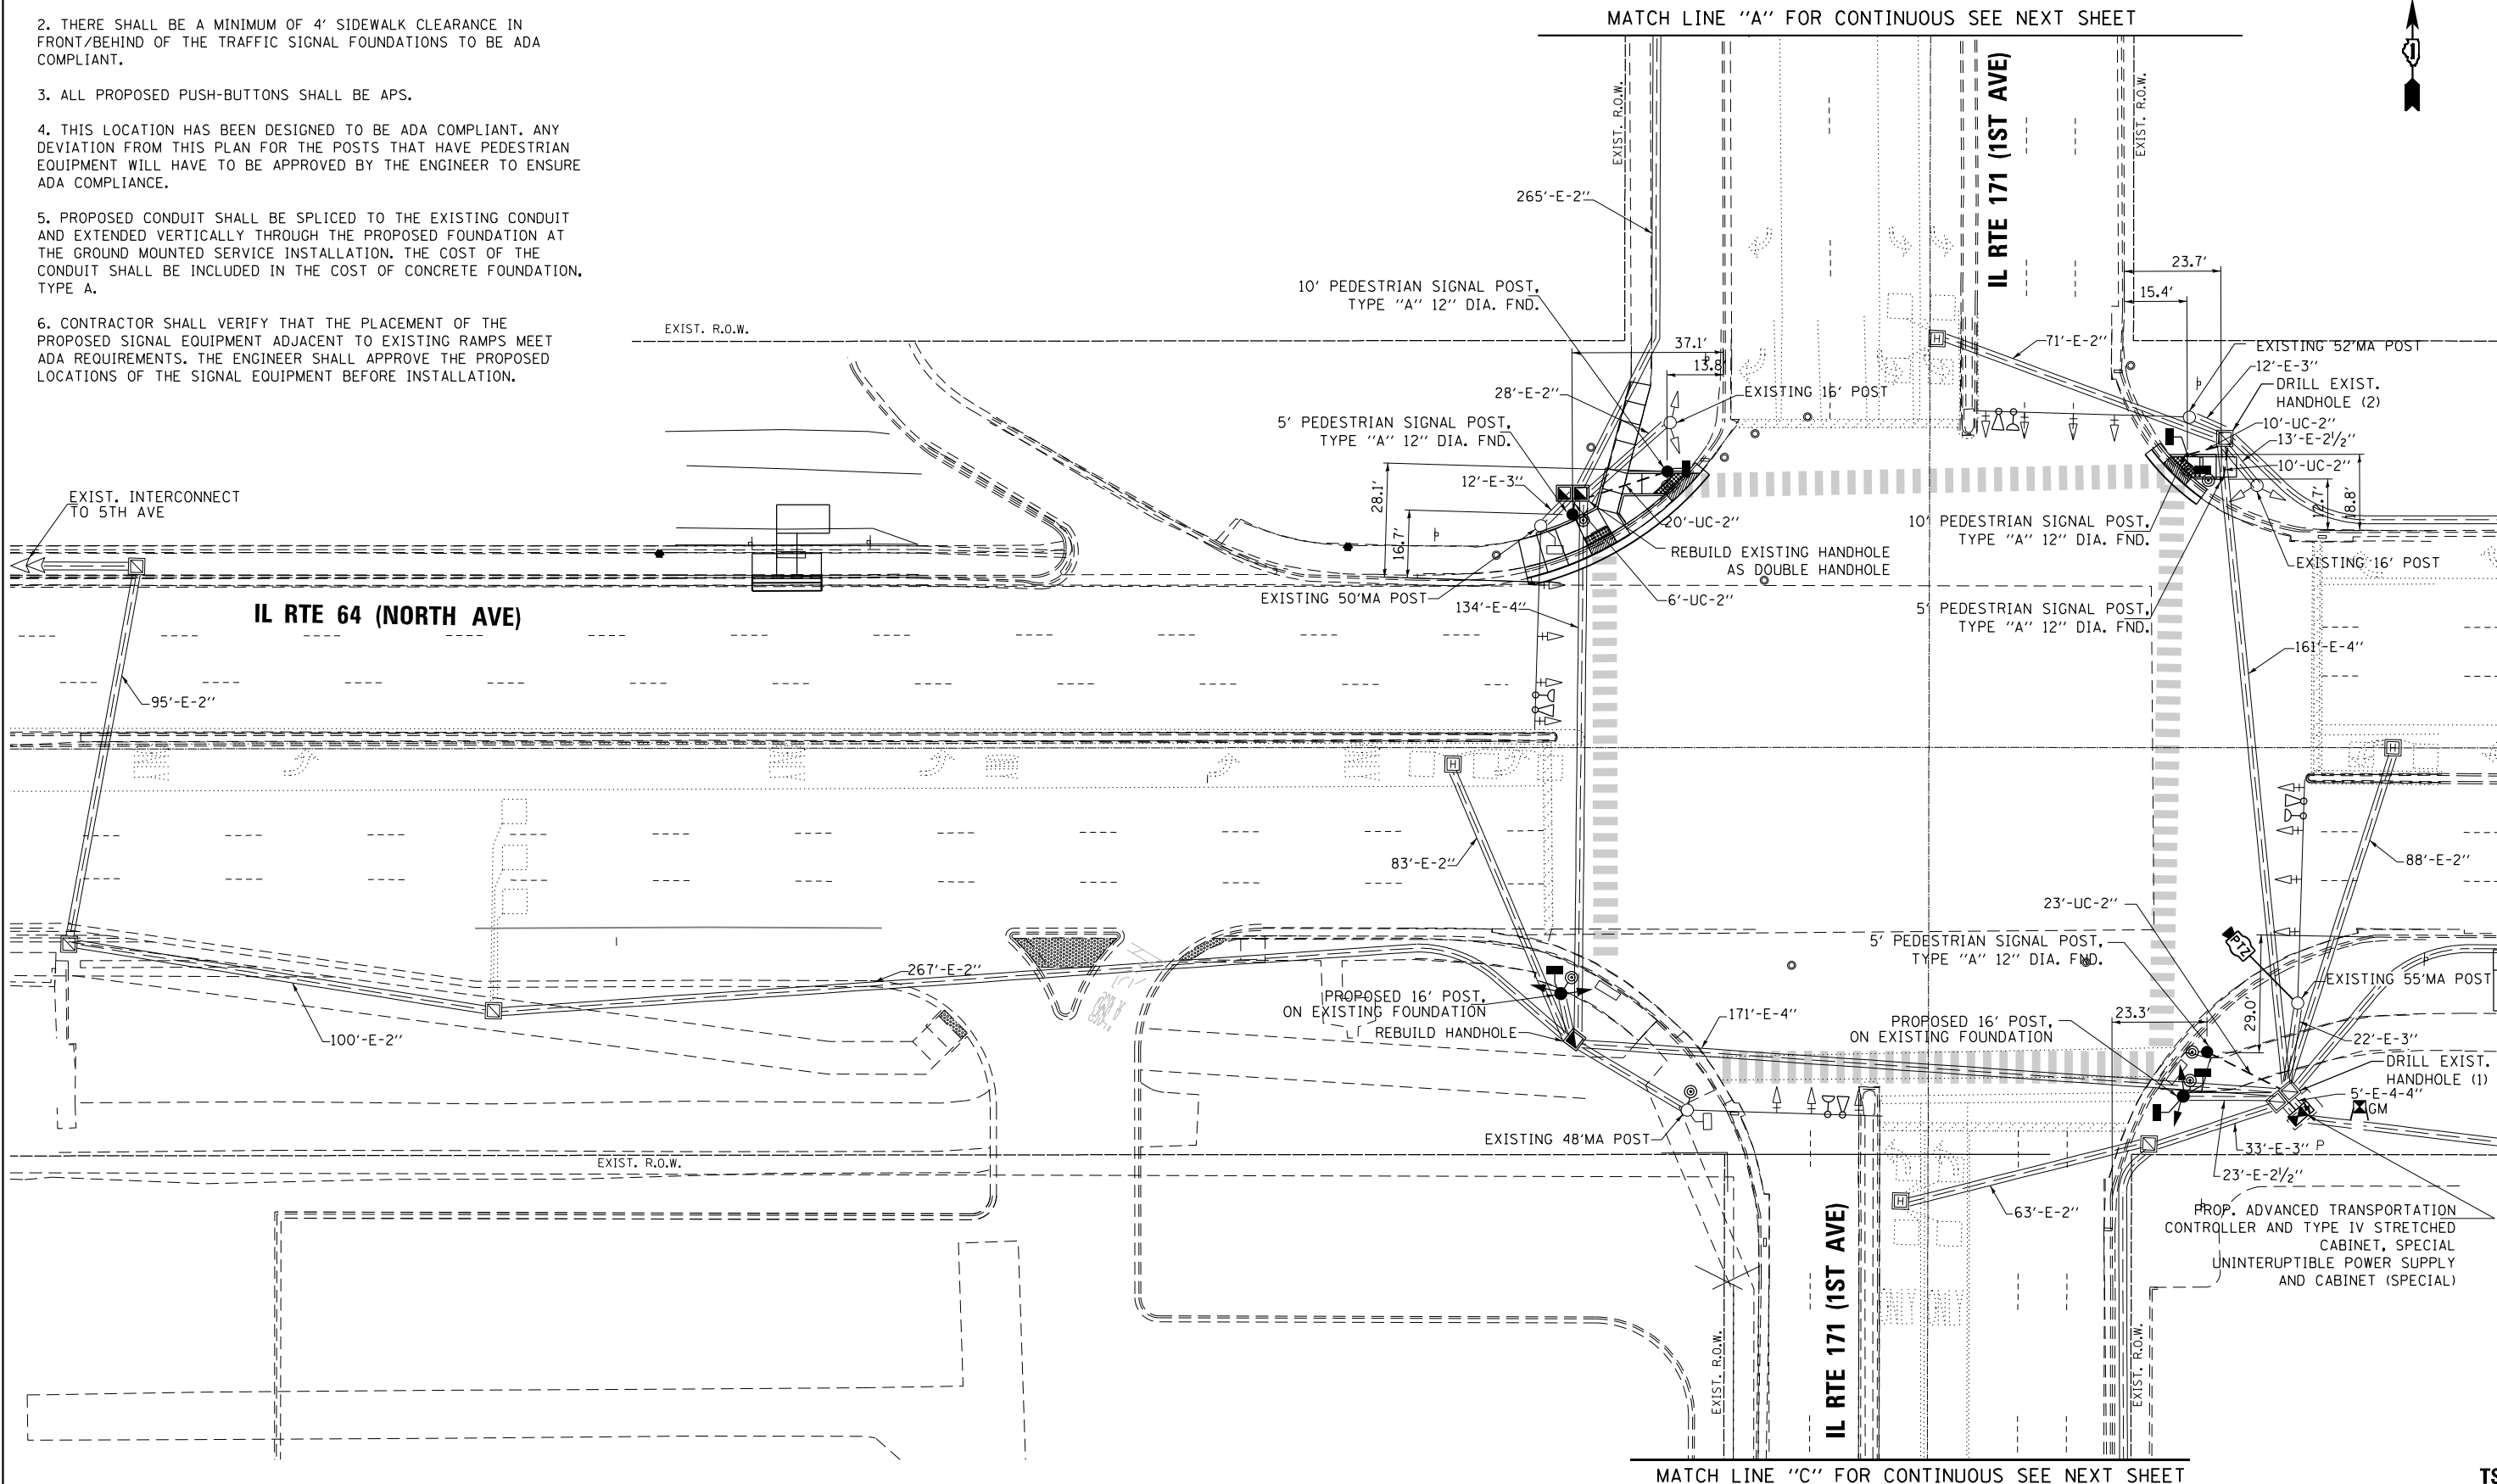 2. THERE SHALL BE A MINIMUM OF 4' SIDEWALK CLEARANCE IN
FRONT/BEHIND OF THE TRAFFIC SIGNAL FOUNDATIONS TO BE ADA
COMPLIANT.
3. ALL PROPOSED PUSH-BUTTONS SHALL BE APS.
4. THIS LOCATION HAS BEEN DESIGNED TO BE ADA COMPLIANT. ANY
DEVIATION FROM THIS PLAN FOR THE POSTS THAT HAVE PEDESTRIAN
EQUIPMENT WILL HAVE TO BE APPROVED BY THE ENGINEER TO ENSURE
ADA COMPLIANCE.
5. PROPOSED CONDUIT SHALL BE SPLICED TO THE EXISTING CONDUIT
AND EXTENDED VERTICALLY THROUGH THE PROPOSED FOUNDATION AT
THE GROUND MOUNTED SERVICE INSTALLATION. THE COST OF THE
CONDUIT SHALL BE INCLUDED IN THE COST OF CONCRETE FOUNDATION,
TYPE A.
6. CONTRACTOR SHALL VERIFY THAT THE PLACEMENT OF THE
PROPOSED SIGNAL EQUIPMENT ADJACENT TO EXISTING RAMPS MEET
ADA REQUIREMENTS. THE ENGINEER SHALL APPROVE THE PROPOSED
LOCATIONS OF THE SIGNAL EQUIPMENT BEFORE INSTALLATION.
MATCH LINE "A" FOR CONTINUOUS SEE NEXT SHEET
EXIST. R.O.W.
IL RTE 171 (1ST AVE)
EXIST. R.O.W.
265'-E-2"
23.7'
15.4'
10' PEDESTRIAN SIGNAL POST,
TYPE "A" 12" DIA. FND.
EXIST. R.O.W.
37.1'
13.8'
71'-E-2"
EXISTING 52'MA POST
12'-E-3"
DRILL EXIST.
HANDHOLE (2)
28'-E-2"
EXISTING 16' POST
5' PEDESTRIAN SIGNAL POST,
TYPE "A" 12" DIA. FND.
10'-UC-2"
13'-E-2 1/2"
10'-UC-2"
28.1'
16.7'
12'-E-3"
12.7'
18.8'
EXIST. INTERCONNECT
TO 5TH AVE
20'-UC-2"
10' PEDESTRIAN SIGNAL POST,
TYPE "A" 12" DIA. FND.
REBUILD EXISTING HANDHOLE
AS DOUBLE HANDHOLE
EXISTING 16' POST
IL RTE 64 (NORTH AVE)
EXISTING 50'MA POST
134'-E-4"
6'-UC-2"
5' PEDESTRIAN SIGNAL POST,
TYPE "A" 12" DIA. FND.
161'-E-4"
95'-E-2"
H
H
H
83'-E-2"
88'-E-2"
23'-UC-2"
PTZ
5' PEDESTRIAN SIGNAL POST,
TYPE "A" 12" DIA. FND.
267'-E-2"
EXISTING 55'MA POST
PROPOSED 16' POST,
ON EXISTING FOUNDATION
REBUILD HANDHOLE
171'-E-4"
23.3'
29.0'
PROPOSED 16' POST,
ON EXISTING FOUNDATION
100'-E-2"
22'-E-3"
DRILL EXIST.
HANDHOLE (1)
5'-E-4-4"
GM
EXISTING 48'MA POST
33'-E-3"
P
23'-E-2 1/2"
EXIST. R.O.W.
H
63'-E-2"
PROP. ADVANCED TRANSPORTATION
CONTROLLER AND TYPE IV STRETCHED
CABINET, SPECIAL
UNINTERUPTIBLE POWER SUPPLY
AND CABINET (SPECIAL)
EXIST. R.O.W.
IL RTE 171 (1ST AVE)
EXIST. R.O.W.
MATCH LINE "C" FOR CONTINUOUS SEE NEXT SHEET